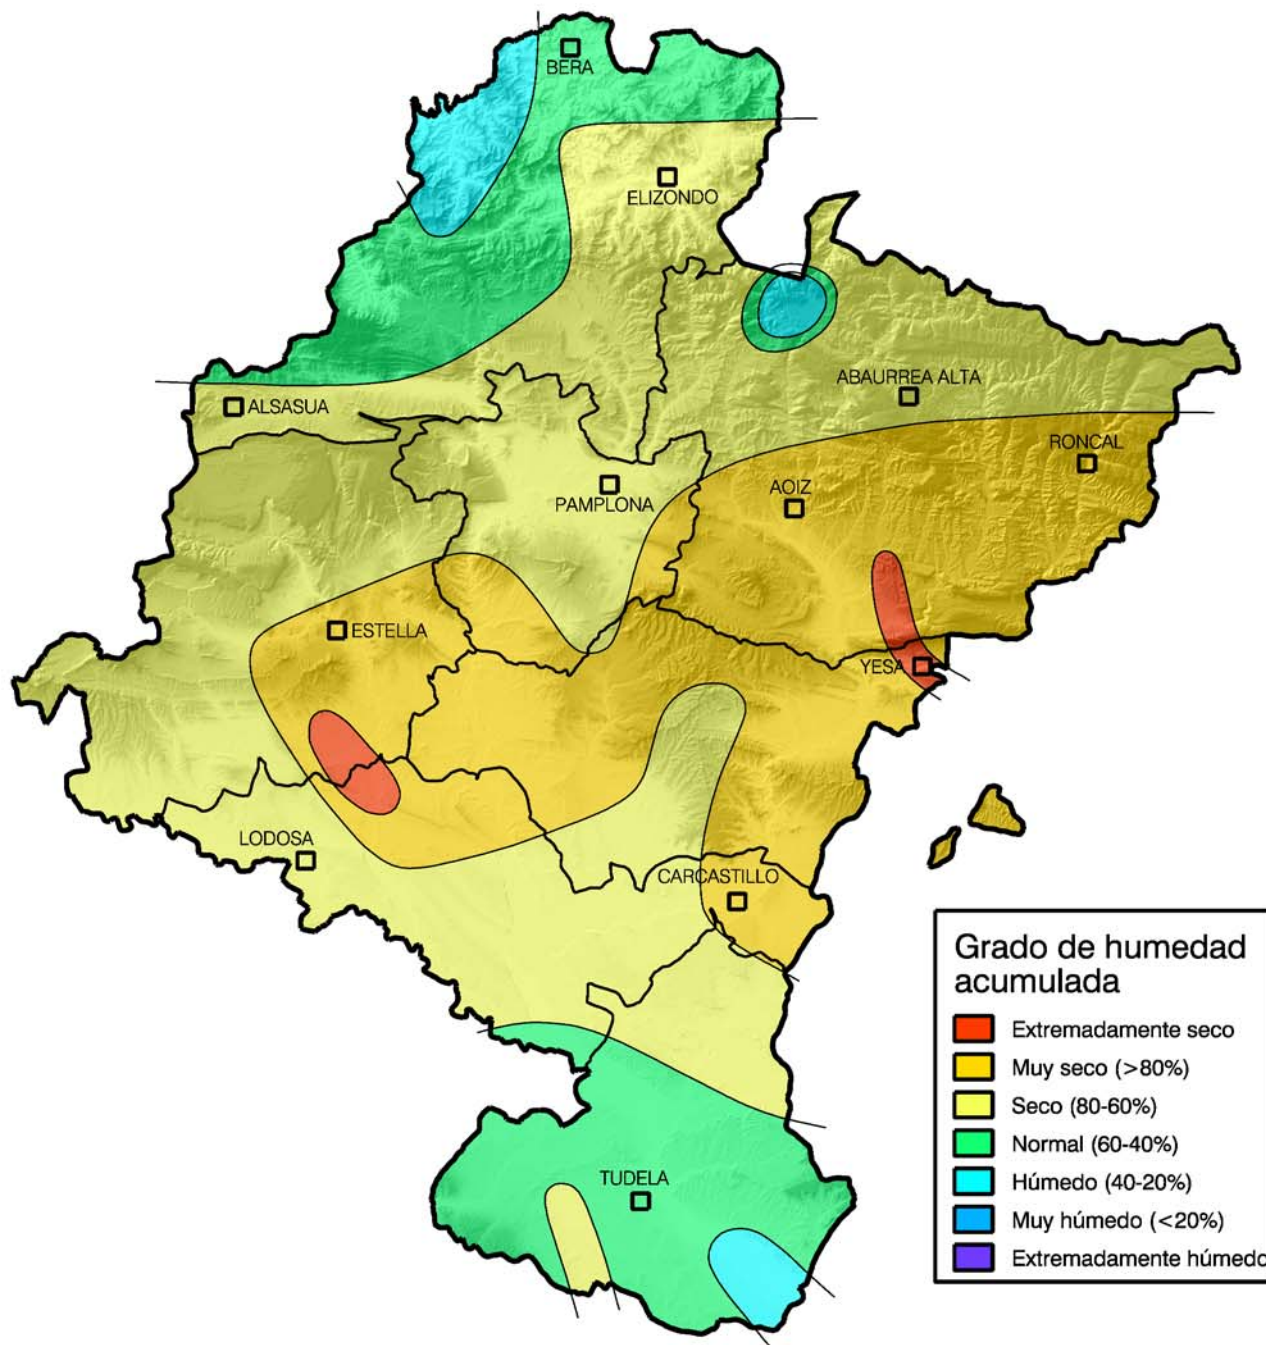 BERA
ELIZONDO
ABAURREA ALTA
ALSASUA
RONCAL
AOIZ
PAMPLONA
ESTELLA
YESA
LODOSA
CARCASTILLO
TUDELA
Grado de humedad
acumulada
Extremadamente seco
Muy seco (>80%)
Seco (80-60%)
Normal (60-40%)
Húmedo (40-20%)
Muy húmedo (<20%)
Extremadamente húmedo